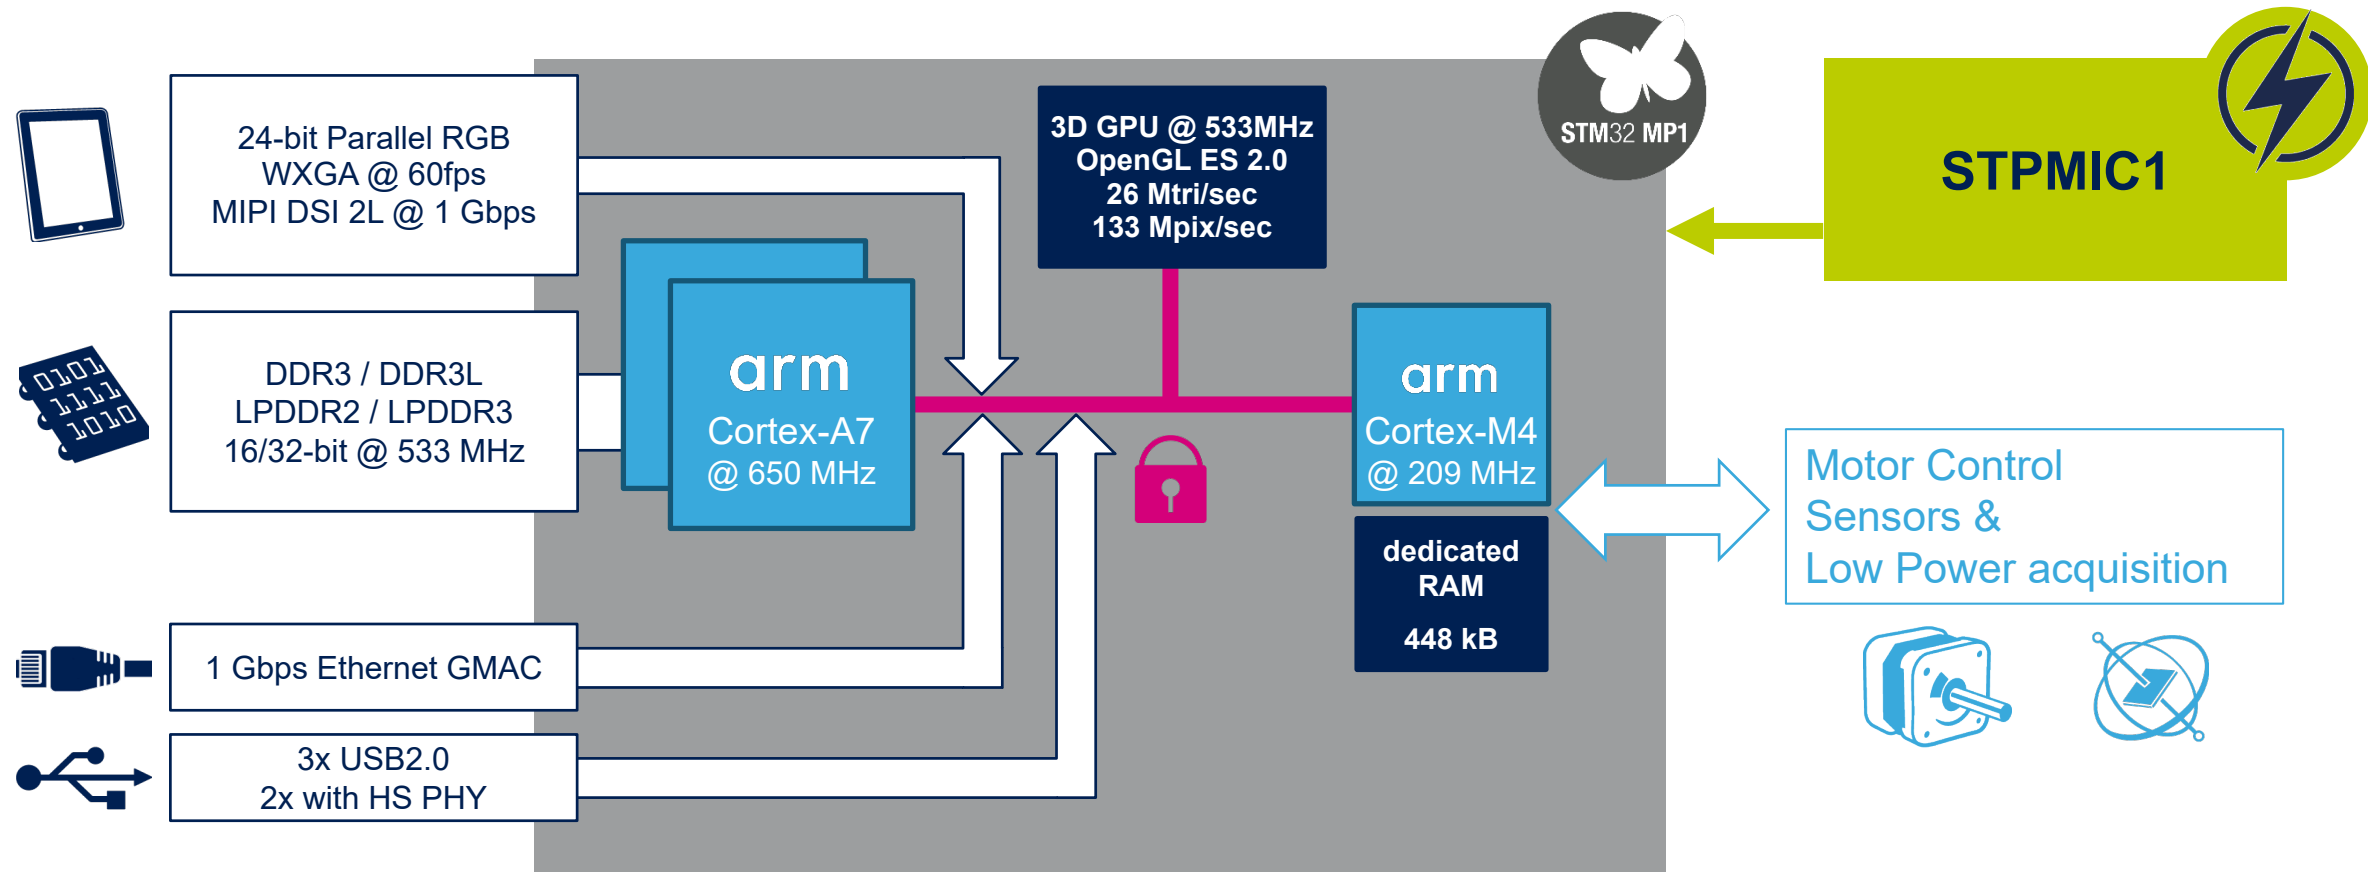 24-bit Parallel RGB
WXGA @ 60fps
MIPI DSI 2L @ 1 Gbps
3D GPU @ 533MHz
OpenGL ES 2.0
26 Mtri/sec
133 Mpix/sec
STM32 MP1
STPMIC1
0101
1111
1010
DDR3 / DDR3L
LPDDR2 / LPDDR3
16/32-bit @ 533 MHz
arm
Cortex-A7
@ 650 MHz
arm
Cortex-M4
@ 209 MHz
dedicated
RAM
448 kB
Motor Control
Sensors &
Low Power acquisition
1 Gbps Ethernet GMAC
3x USB2.0
2x with HS PHY